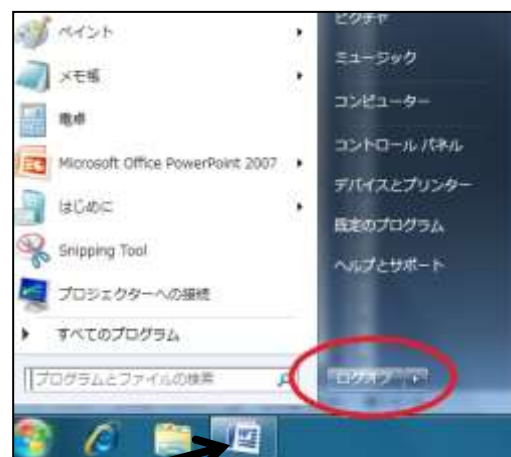 ペイント
メモ帳
電卓
Microsoft Office PowerPoint 2007
はじめに
Snipping Tool
プロジェクターへの接続
すべてのプログラム
プログラムとファイルの検索
ピクチャ
ミュージック
コンピューター
コントロール パネル
デバイスとプリンター
既定のプログラム
ヘルプとサポート
ログオフ